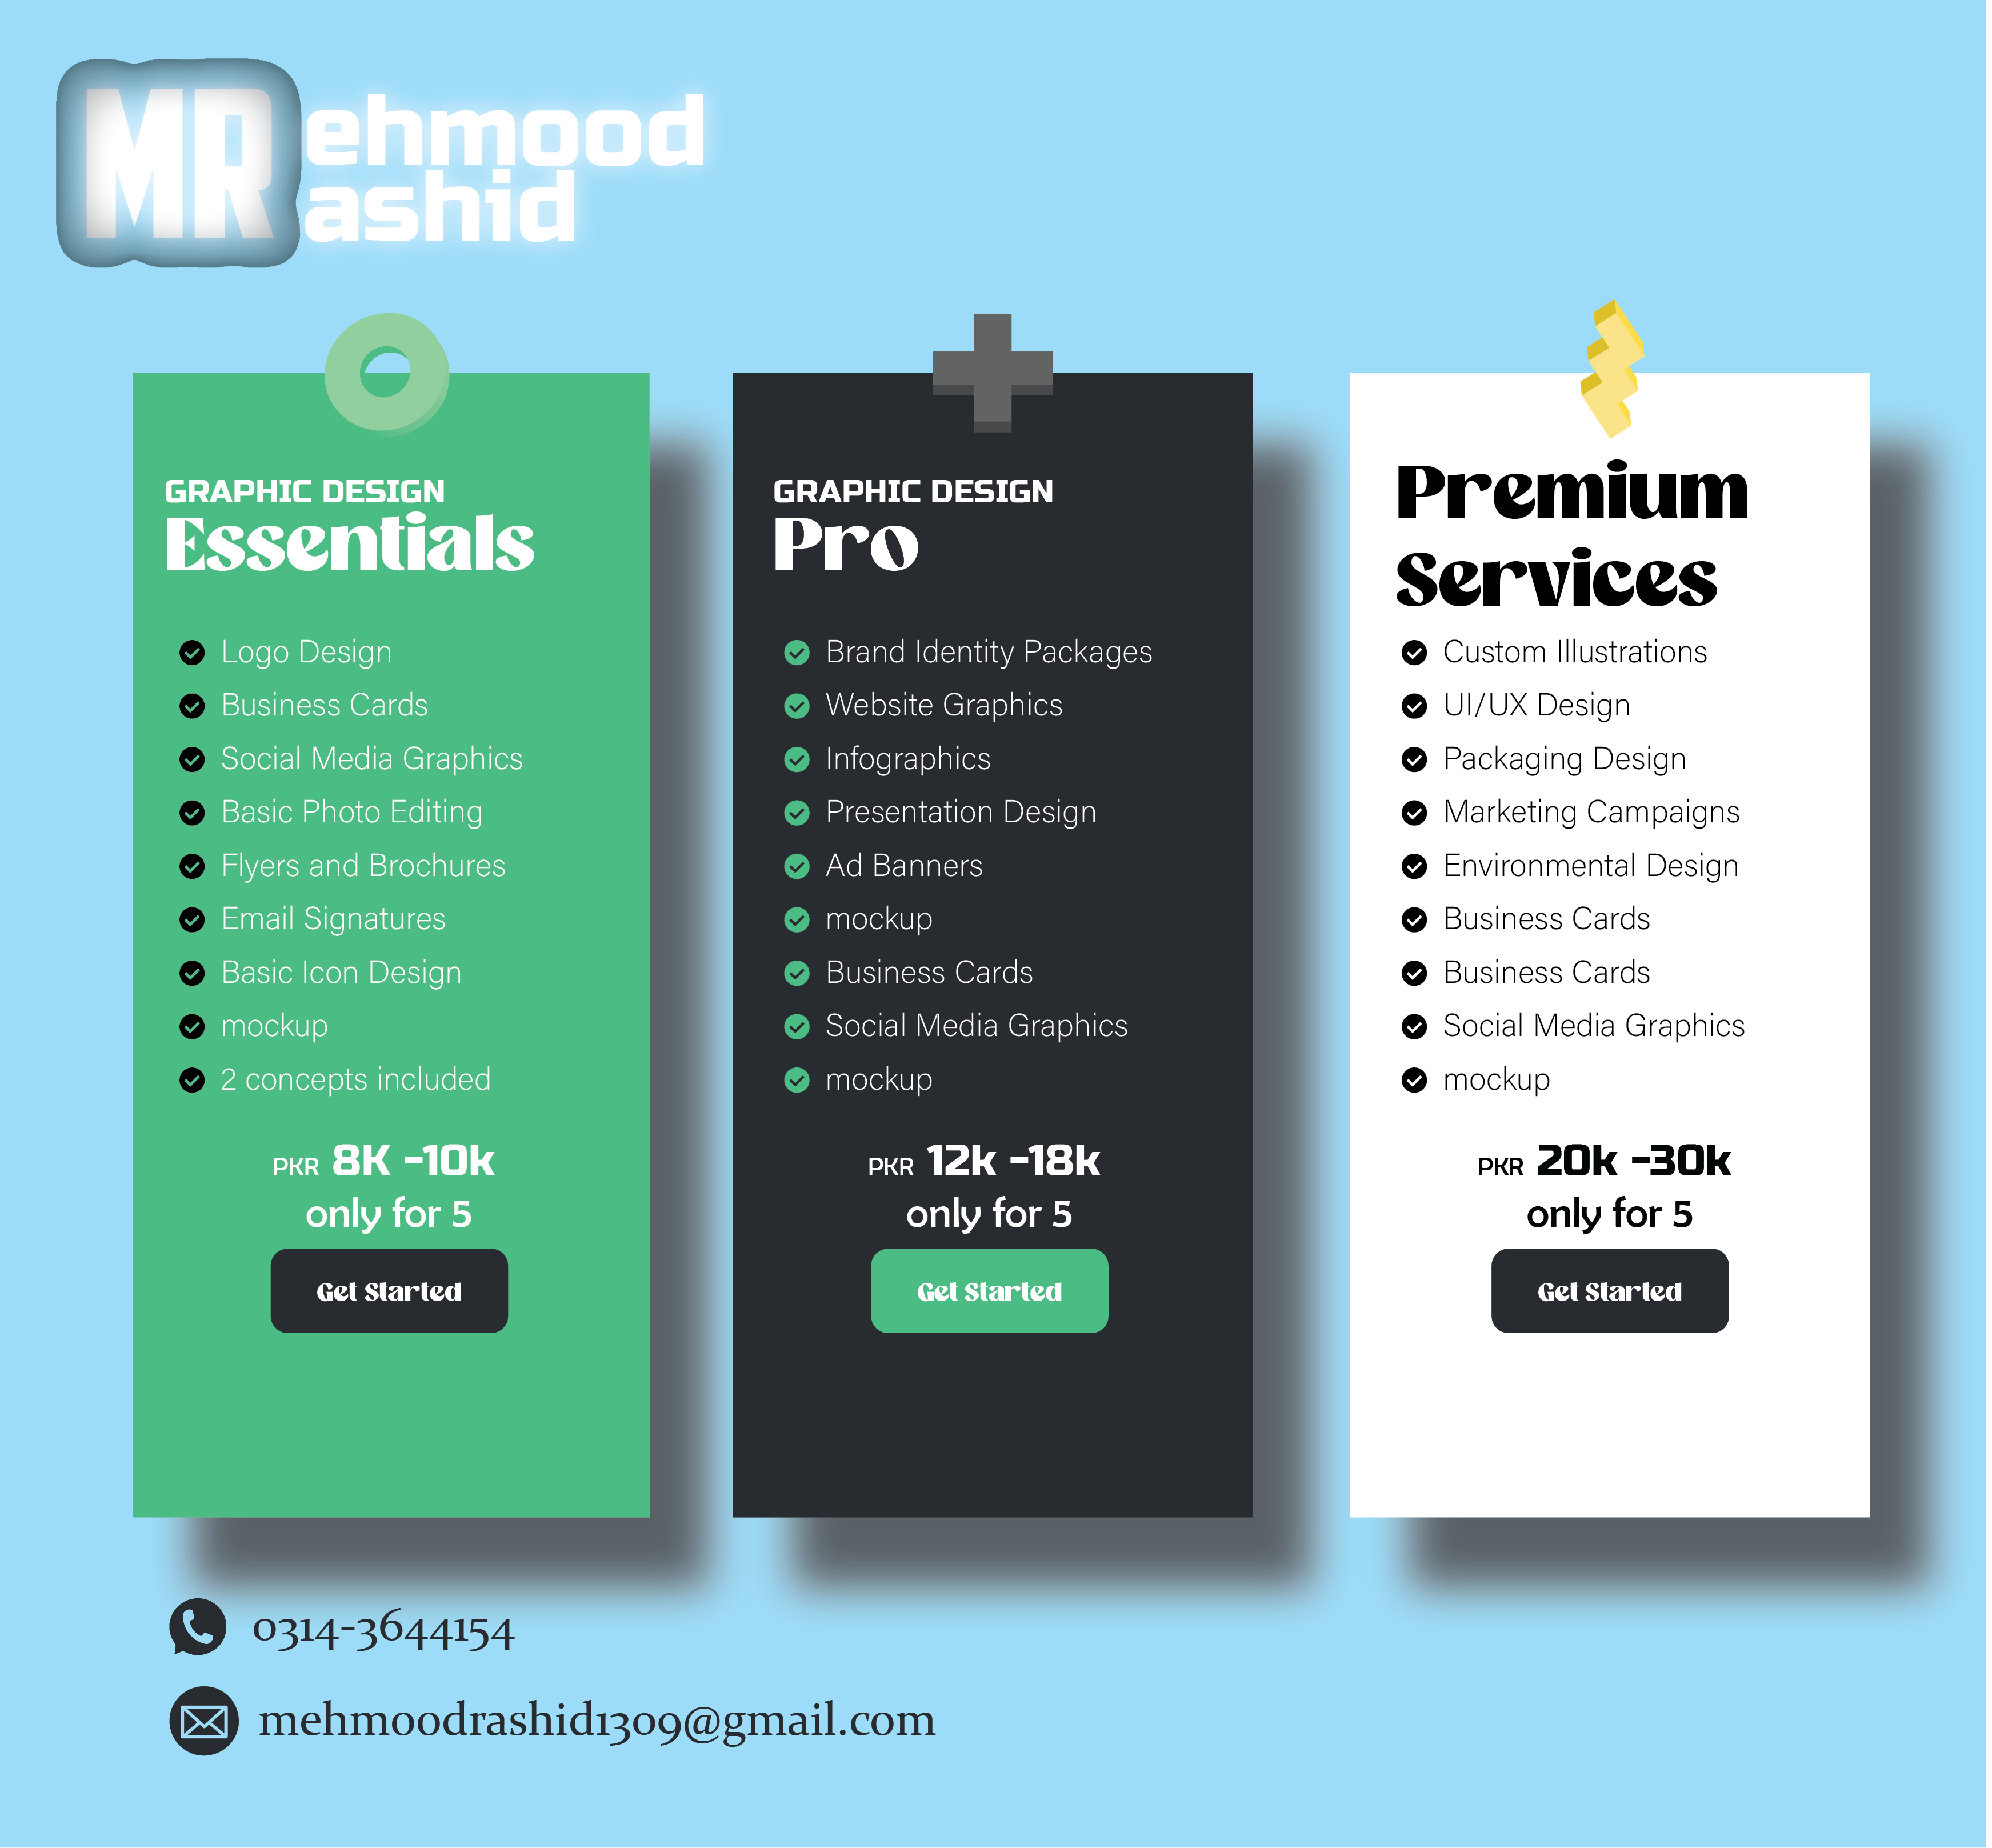 MR
ehmood
ashid
GRAPHIC DESIGN
Essentials
Logo Design
Business Cards
Social Media Graphics
Basic Photo Editing
Flyers and Brochures
Email Signatures
Basic Icon Design
mockup
2 concepts included
PKR 8K -10k
only for 5
Get Started
GRAPHIC DESIGN
Pro
Brand Identity Packages
Website Graphics
Infographics
Presentation Design
Ad Banners
mockup
Business Cards
Social Media Graphics
mockup
PKR 12k -18k
only for 5
Get Started
Premium
Services
Custom Illustrations
UI/UX Design
Packaging Design
Marketing Campaigns
Environmental Design
Business Cards
Business Cards
Social Media Graphics
mockup
PKR 20k -30k
only for 5
Get Started
0314-3644154
mehmoodrashid1309@gmail.com